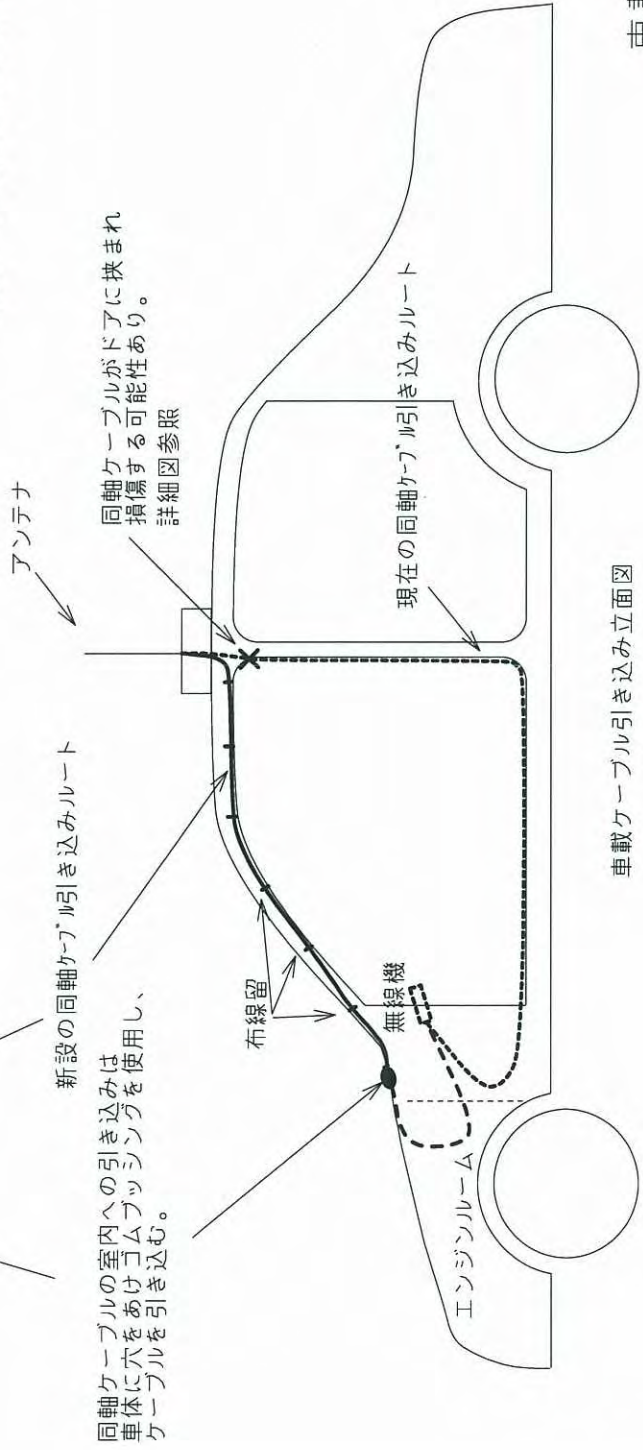 アンテナ
新設の同軸ケーブル引き込みルート
同軸ケーブルがドアに挟まれ
損傷する可能性あり。
詳細図参照
同軸ケーブルの室内への引き込みは
車体に穴をあけゴムブッシングを使用し、
ケーブルを引き込む。
布線留
無線機
現在の同軸ケーブル引き込みルート
エンジンルーム
車載ケーブル引き込み立面図